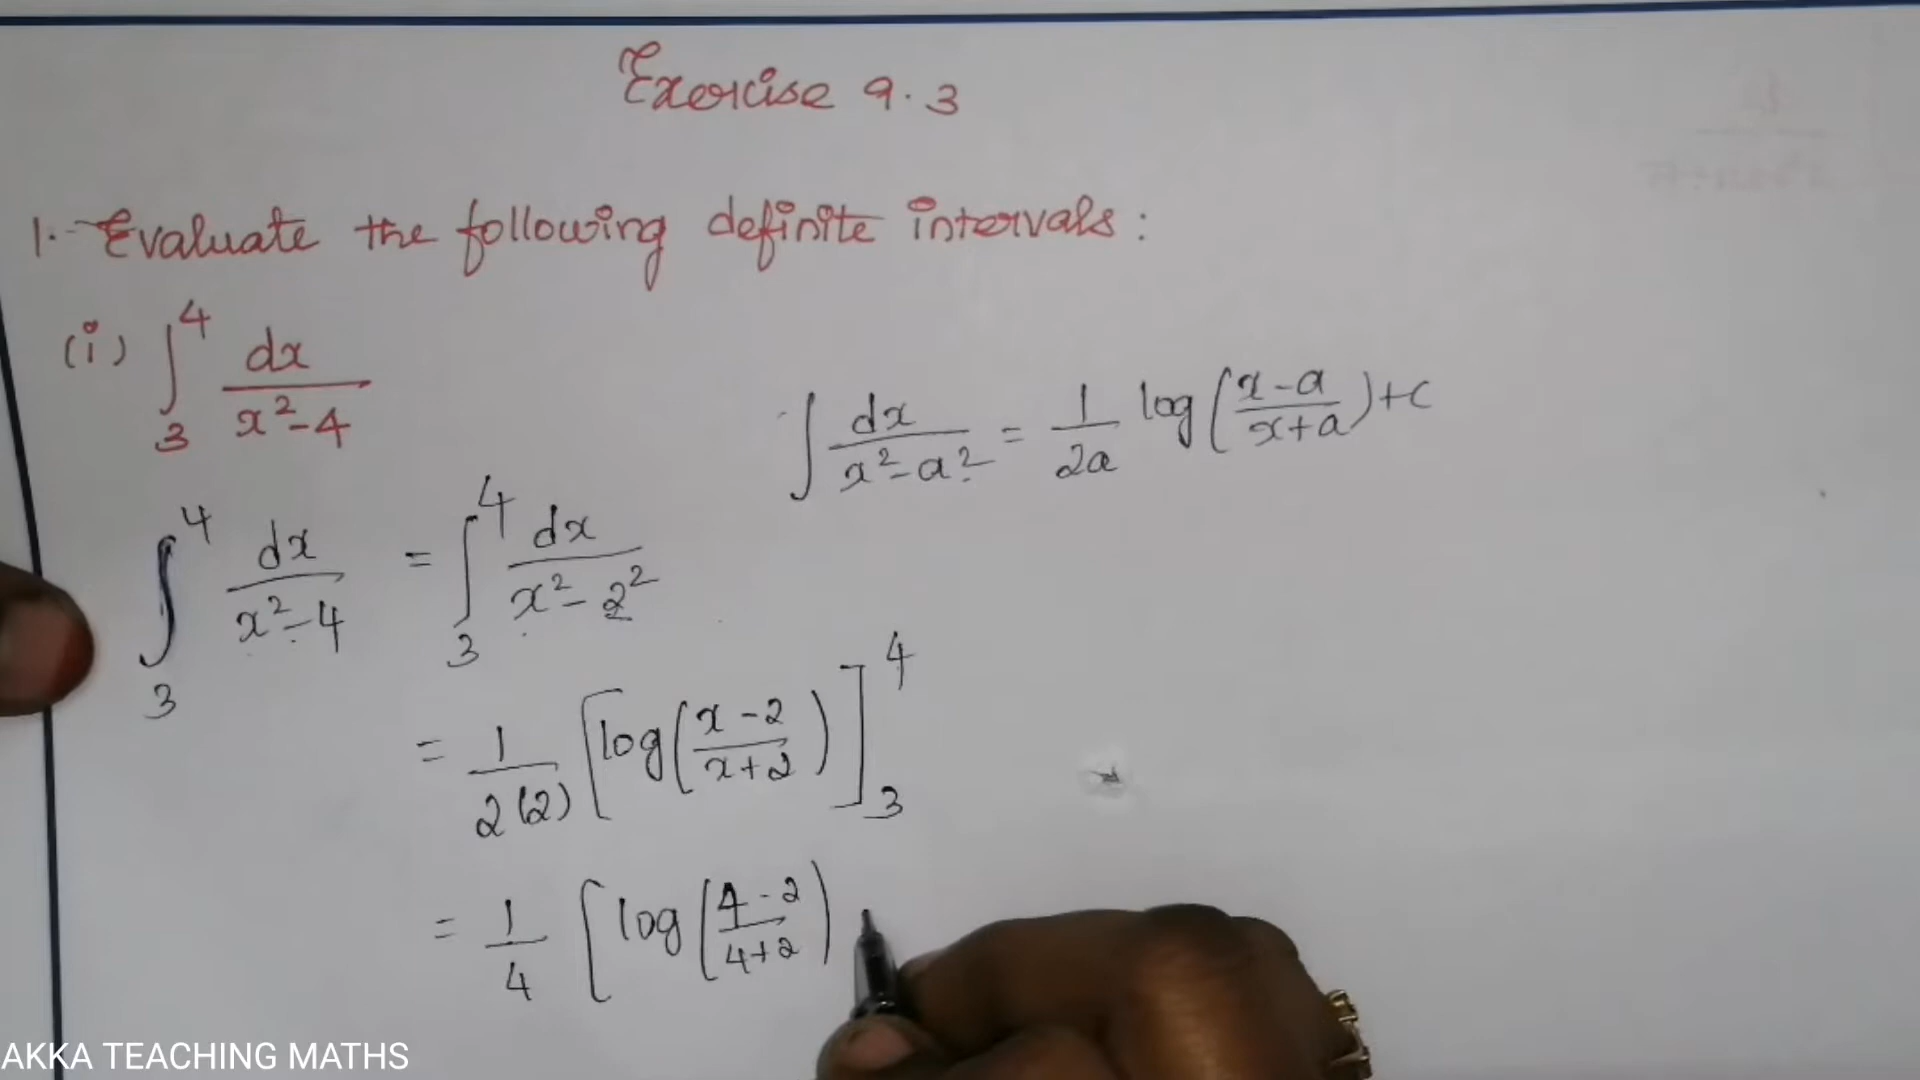 Exercise 9.3
1. Evaluate the following definite intervals:
(i) ∫₃⁴ dx/(x²-4)
∫ dx/(x²-a²) = 1/(2a) log((x-a)/(x+a))+c
∫₃⁴ dx/(x²-4) = ∫₃⁴ dx/(x²-2²)
= 1/(2(2)) [log((x-2)/(x+2))]₃⁴
= 1/4 [log((4-2)/(4+2))
AKKA TEACHING MATHS